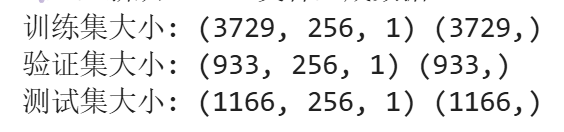 训练集大小: (3729, 256, 1) (3729,)
验证集大小: (933, 256, 1) (933,)
测试集大小: (1166, 256, 1) (1166,)